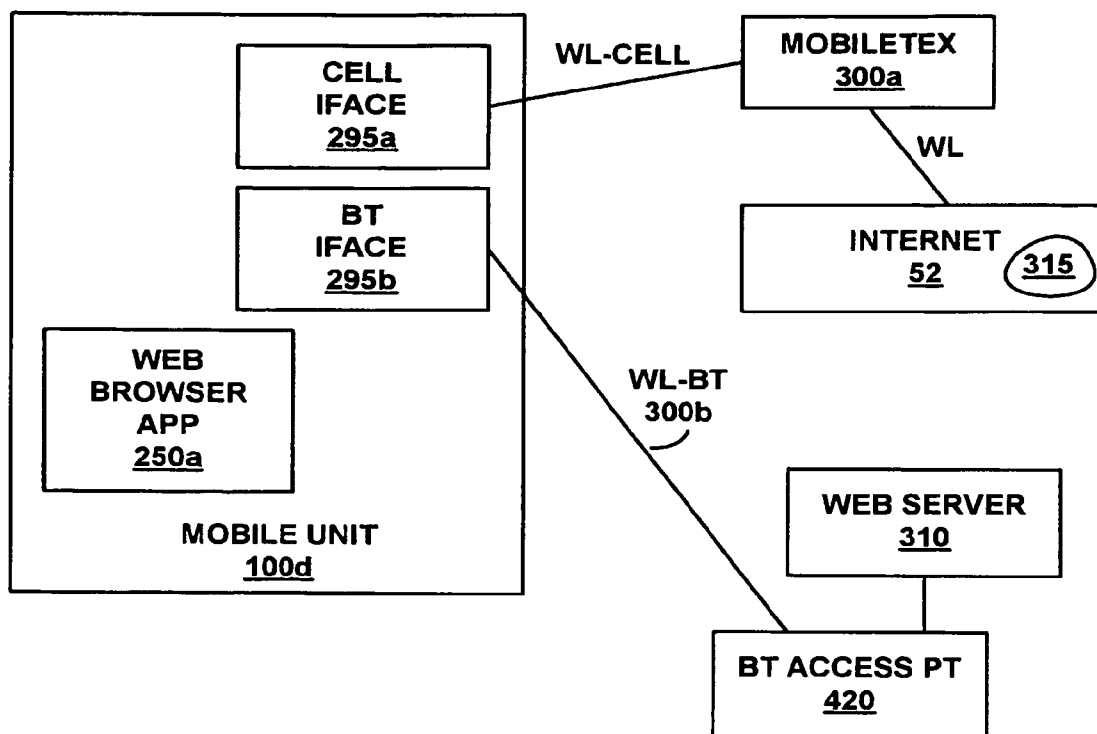 CELL
IFACE
295a
BT
IFACE
295b
WEB
BROWSER
APP
250a
MOBILE UNIT
100d
WL-CELL
MOBILETEX
300a
WL
INTERNET
52
315
WL-BT
300b
WEB SERVER
310
BT ACCESS PT
420